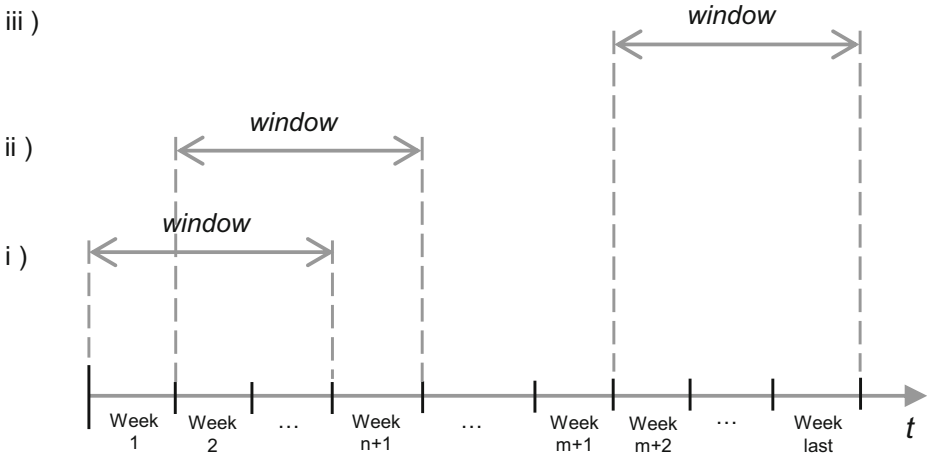 iii )
window
ii )
window
i )
window
Week 1
Week 2
...
Week n+1
...
Week m+1
Week m+2
...
Week last
t